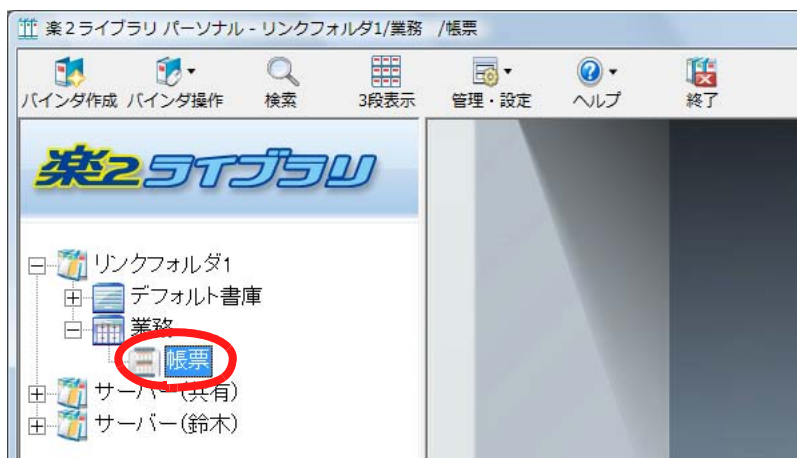 楽2ライブラリ パーソナル - リンクフォルダ1/業務 /帳票
バインダ作成 バインダ操作 検索 3段表示 管理・設定 ヘルプ 終了
楽2ライブラリ
リンクフォルダ1
デフォルト書庫
業務
帳票
サーバー(共有)
サーバー(鈴木)